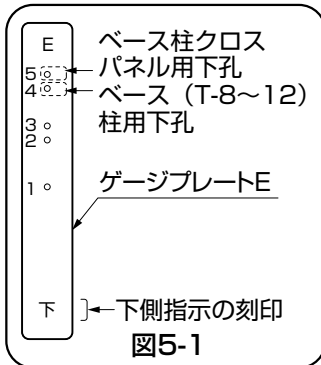 E
ベース柱クロス
パネル用下孔
5
4
ベース（T-8～12）
柱用下孔
3
2
1
ゲージプレートE
下
下側指示の刻印
図5-1